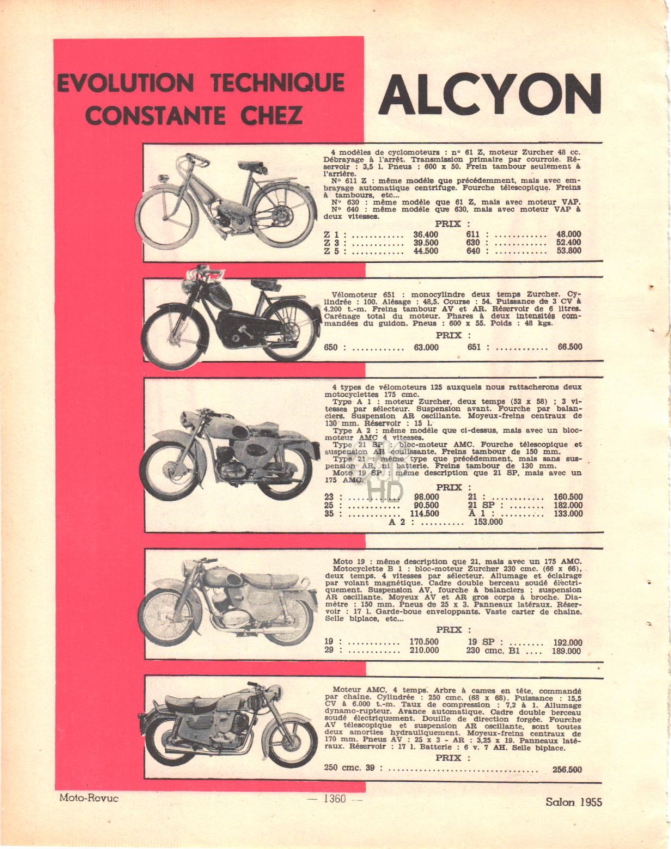 EVOLUTION TECHNIQUE
CONSTANTE CHEZ
ALCYON
4 modèles de cyclomoteurs : nº 61 Z, moteur Zurcher 48 cc.
Débrayage à l'arrêt. Transmission primaire par courroie. Ré-
servoir : 3,5 l. Pneus : 600 x 50. Frein tambour seulement à
l'arrière.
Nº 611 Z : même modèle que précédemment, mais avec em-
brayage automatique centrifuge. Fourche télescopique. Freins
à tambours, etc...
Nº 630 : même modèle que 61 Z, mais avec moteur VAP.
Nº 640 : même modèle que 630, mais avec moteur VAP à
deux vitesses.
PRIX :
Z 1 : ............ 36.400 611 : ............ 48.000
Z 3 : ............ 39.500 630 : ............ 52.400
Z 5 : ............ 44.500 640 : ............ 53.800
Vélomoteur 651 : monocylindre deux temps Zurcher. Cy-
lindrée : 100. Alésage : 48,5. Course : 54. Puissance de 3 CV à
4.200 t.-m. Freins tambour AV et AR. Réservoir de 6 litres.
Carénage total du moteur. Phares à deux intensités com-
mandées du guidon. Pneus : 600 x 55. Poids : 48 kgs.
PRIX :
650 : ............ 63.000 651 : ............ 66.500
4 types de vélomoteurs 125 auxquels nous rattacherons deux
motocyclettes 175 cmc.
Type A 1 : moteur Zurcher, deux temps (52 x 58) ; 3 vi-
tesses par sélecteur. Suspension avant. Fourche par balan-
ciers. Suspension AR oscillante. Moyeux-freins centraux de
130 mm. Réservoir : 15 l.
Type A 2 : même modèle que ci-dessus, mais avec un bloc-
moteur AMC 4 vitesses.
Type 21 SP : bloc-moteur AMC. Fourche télescopique et
suspension AR coulissante. Freins tambour de 150 mm.
Type 21 : même type que précédemment, mais sans sus-
pension AR, ni batterie. Freins tambour de 130 mm.
Moto 19 SP : même description que 21 SP, mais avec un
175 AMC.
HD
PRIX :
23 : ............ 98.000 21 : ............ 160.500
25 : ............ 90.500 21 SP : ........ 182.000
35 : ............ 114.500 A 1 : ........... 133.000
A 2 : .......... 153.000
Moto 19 : même description que 21, mais avec un 175 AMC.
Motocyclette B 1 : bloc-moteur Zurcher 230 cmc. (66 x 66),
deux temps. 4 vitesses par sélecteur. Allumage et éclairage
par volant magnétique. Cadre double berceau soudé électri-
quement. Suspension AV, fourche à balanciers ; suspension
AR oscillante. Moyeux AV et AR gros corps à broche. Dia-
mètre : 150 mm. Pneus de 25 x 3. Panneaux latéraux. Réser-
voir : 17 l. Garde-boue enveloppants. Vaste carter de chaîne.
Selle biplace, etc...
PRIX :
19 : ............ 170.500 19 SP : ........ 192.000
29 : ............ 210.000 230 cmc. B1 .... 189.000
Moteur AMC, 4 temps. Arbre à cames en tête, commandé
par chaîne. Cylindrée : 250 cmc. (68 x 68). Puissance : 15,5
CV à 6.000 t.-m. Taux de compression : 7,2 à 1. Allumage
dynamo-rupteur. Avance automatique. Cadre double berceau
soudé électriquement. Douille de direction forgée. Fourche
AV télescopique et suspension AR oscillante, sont toutes
deux amorties hydrauliquement. Moyeux-freins centraux de
170 mm. Pneus AV : 25 x 3 - AR : 3,25 x 19. Panneaux laté-
raux. Réservoir : 17 l. Batterie : 6 v. 7 AH. Selle biplace.
PRIX :
250 cmc. 39 : .................................... 256.500
Moto-Revue — 1360 — Salon 1955